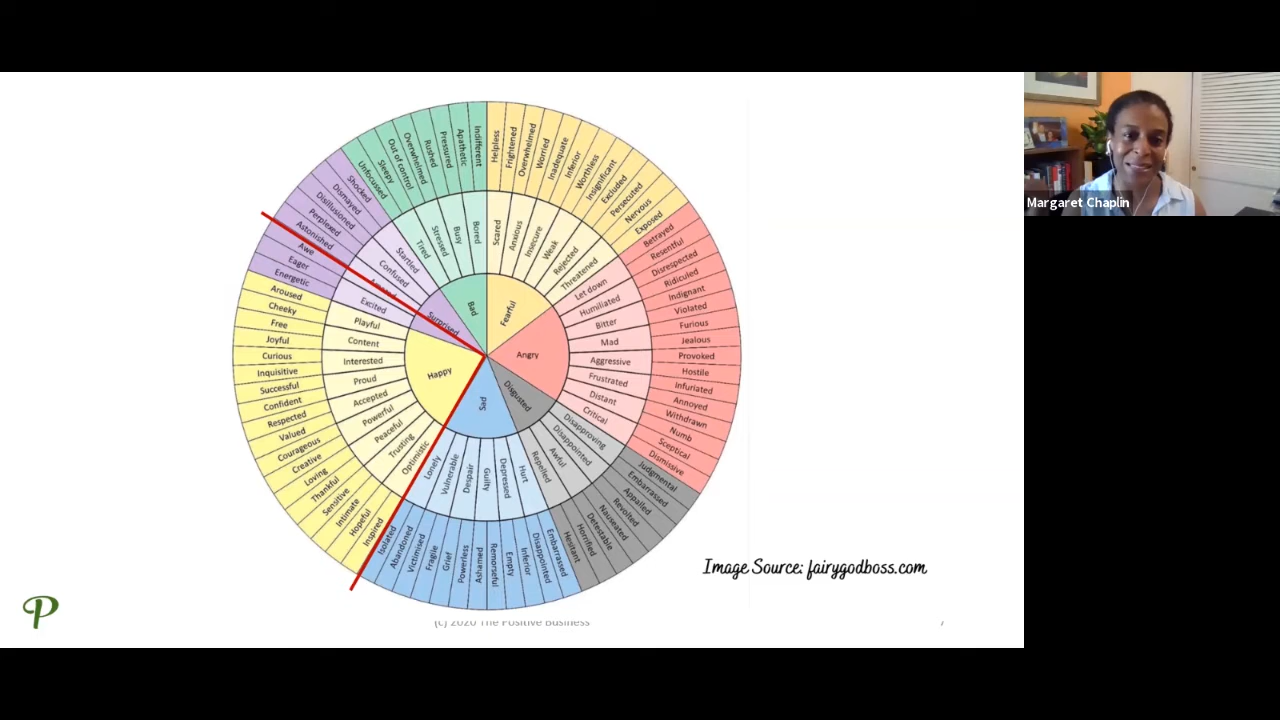 Bad
Fearful
Angry
Disgusted
Sad
Happy
Surprised
Tired
Stressed
Busy
Bored
Scared
Anxious
Insecure
Weak
Rejected
Threatened
Let down
Humiliated
Bitter
Mad
Aggressive
Frustrated
Distant
Critical
Disapproving
Disappointed
Awful
Repelled
Hurt
Depressed
Guilty
Despair
Vulnerable
Lonely
Optimistic
Trusting
Peaceful
Powerful
Accepted
Proud
Interested
Content
Playful
Excited
Confused
Startled
Unfocussed
Sleepy
Out of control
Overwhelmed
Rushed
Pressured
Apathetic
Indifferent
Helpless
Frightened
Overwhelmed
Worried
Inadequate
Inferior
Worthless
Insignificant
Excluded
Persecuted
Nervous
Exposed
Betrayed
Resentful
Disrespected
Ridiculed
Indignant
Violated
Furious
Jealous
Provoked
Hostile
Infuriated
Annoyed
Withdrawn
Numb
Sceptical
Dismissive
Judgmental
Embarrassed
Appalled
Revolted
Nauseated
Detestable
Horrified
Hesitant
Embarrassed
Disappointed
Inferior
Empty
Remorseful
Ashamed
Powerless
Grief
Fragile
Victimised
Abandoned
Isolated
Inspired
Hopeful
Intimate
Sensitive
Thankful
Loving
Creative
Courageous
Valued
Respected
Confident
Successful
Inquisitive
Curious
Joyful
Free
Cheeky
Aroused
Energetic
Eager
Awe
Astonished
Perplexed
Disillusioned
Dismayed
Shocked
Image Source: fairygodboss.com
P
(c) 2020 The Positive Business
7
Margaret Chaplin